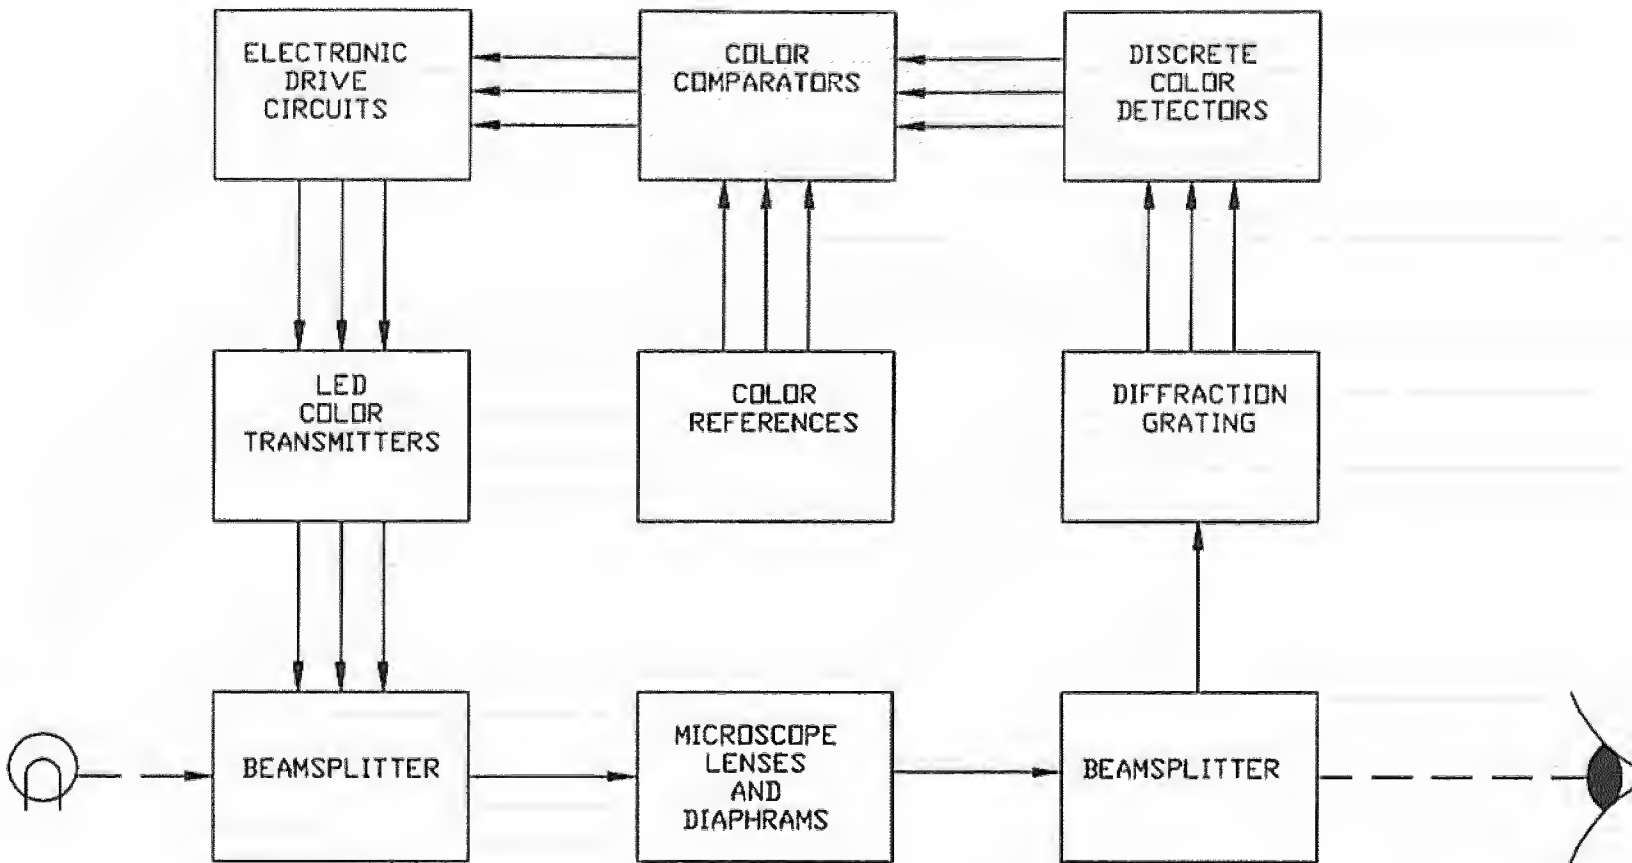 ELECTRONIC
DRIVE
CIRCUITS
COLOR
COMPARATORS
DISCRETE
COLOR
DETECTORS
LED
COLOR
TRANSMITTERS
COLOR
REFERENCES
DIFFRACTION
GRATING
BEAMSPLITTER
MICROSCOPE
LENSES
AND
DIAPHRAMS
BEAMSPLITTER